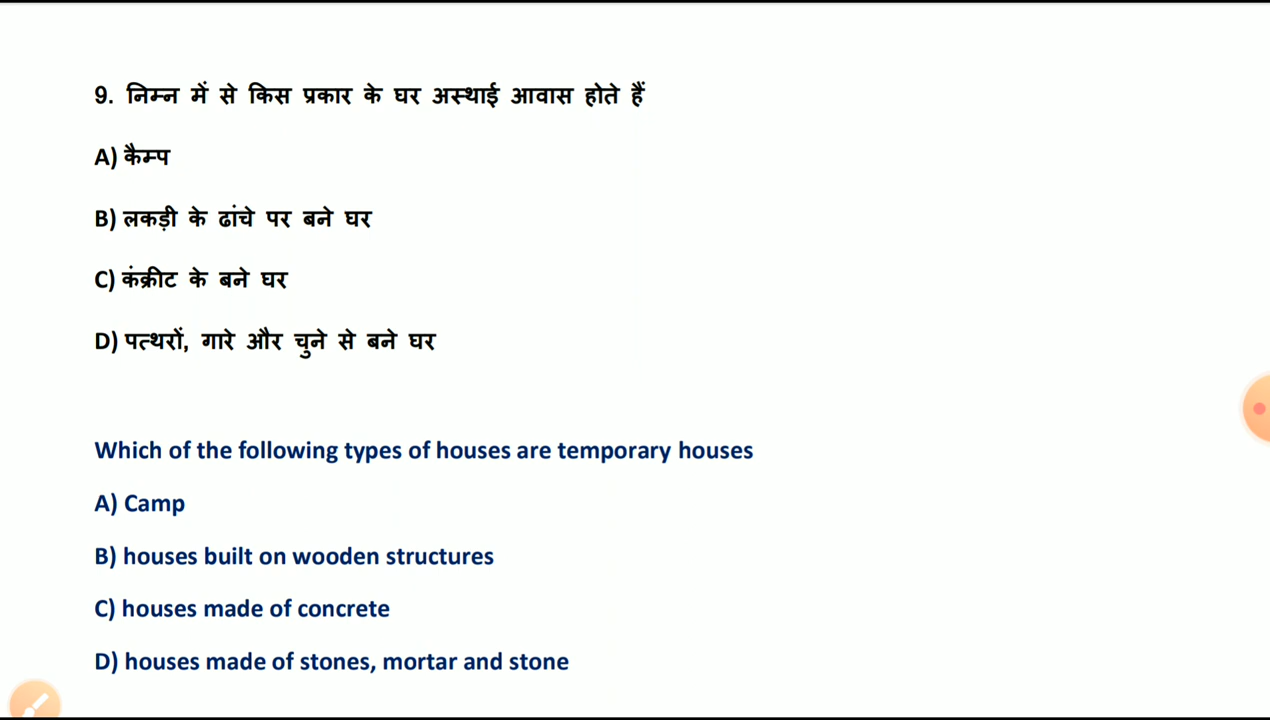 9. निम्न में से किस प्रकार के घर अस्थाई आवास होते हैं
A) कैम्प
B) लकड़ी के ढांचे पर बने घर
C) कंक्रीट के बने घर
D) पत्थरों, गारे और चुने से बने घर
Which of the following types of houses are temporary houses
A) Camp
B) houses built on wooden structures
C) houses made of concrete
D) houses made of stones, mortar and stone